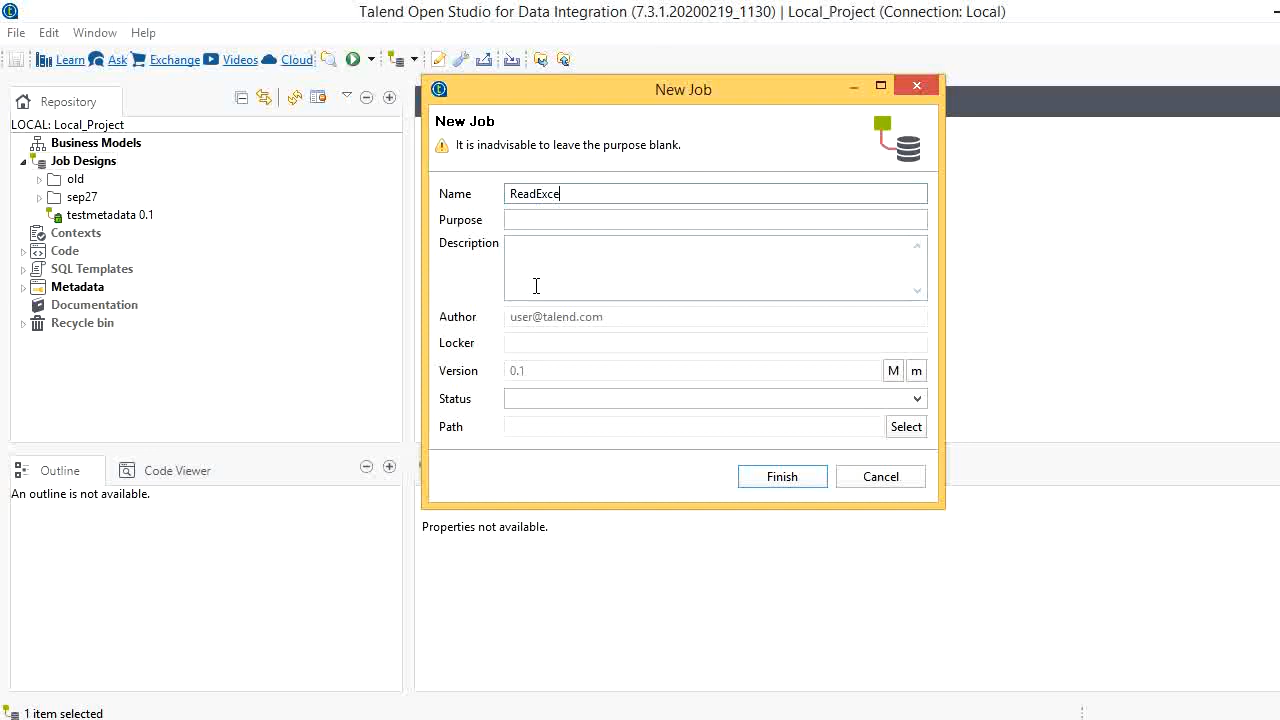 Talend Open Studio for Data Integration (7.3.1.20200219_1130) | Local_Project (Connection: Local)
File Edit Window Help
Learn Ask Exchange Videos Cloud
Repository
LOCAL: Local_Project
Business Models
Job Designs
old
sep27
testmetadata 0.1
Contexts
Code
SQL Templates
Metadata
Documentation
Recycle bin
Outline Code Viewer
An outline is not available.
New Job
New Job
It is inadvisable to leave the purpose blank.
Name ReadExce
Purpose
Description
Author user@talend.com
Locker
Version 0.1 M m
Status
Path Select
Finish Cancel
Properties not available.
1 item selected